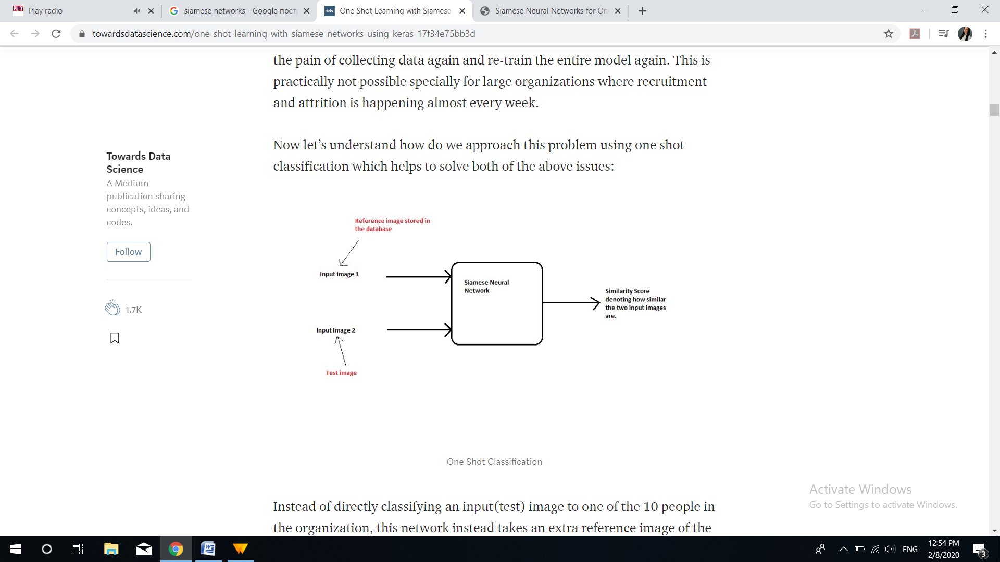 PLY Play radio
siamese networks - Google прет
tds One Shot Learning with Siamese
Siamese Neural Networks for On
towardsdatascience.com/one-shot-learning-with-siamese-networks-using-keras-17f34e75bb3d
the pain of collecting data again and re-train the entire model again. This is
practically not possible specially for large organizations where recruitment
and attrition is happening almost every week.
Now let’s understand how do we approach this problem using one shot
classification which helps to solve both of the above issues:
Towards Data
Science
A Medium
publication sharing
concepts, ideas, and
codes.
Follow
1.7K
Reference image stored in
the database
Input image 1
Siamese Neural
Network
Similarity Score
denoting how similar
the two input images
are.
Input Image 2
Test image
One Shot Classification
Instead of directly classifying an input(test) image to one of the 10 people in
the organization, this network instead takes an extra reference image of the
Activate Windows
Go to Settings to activate Windows.
ENG
12:54 PM
2/8/2020
3